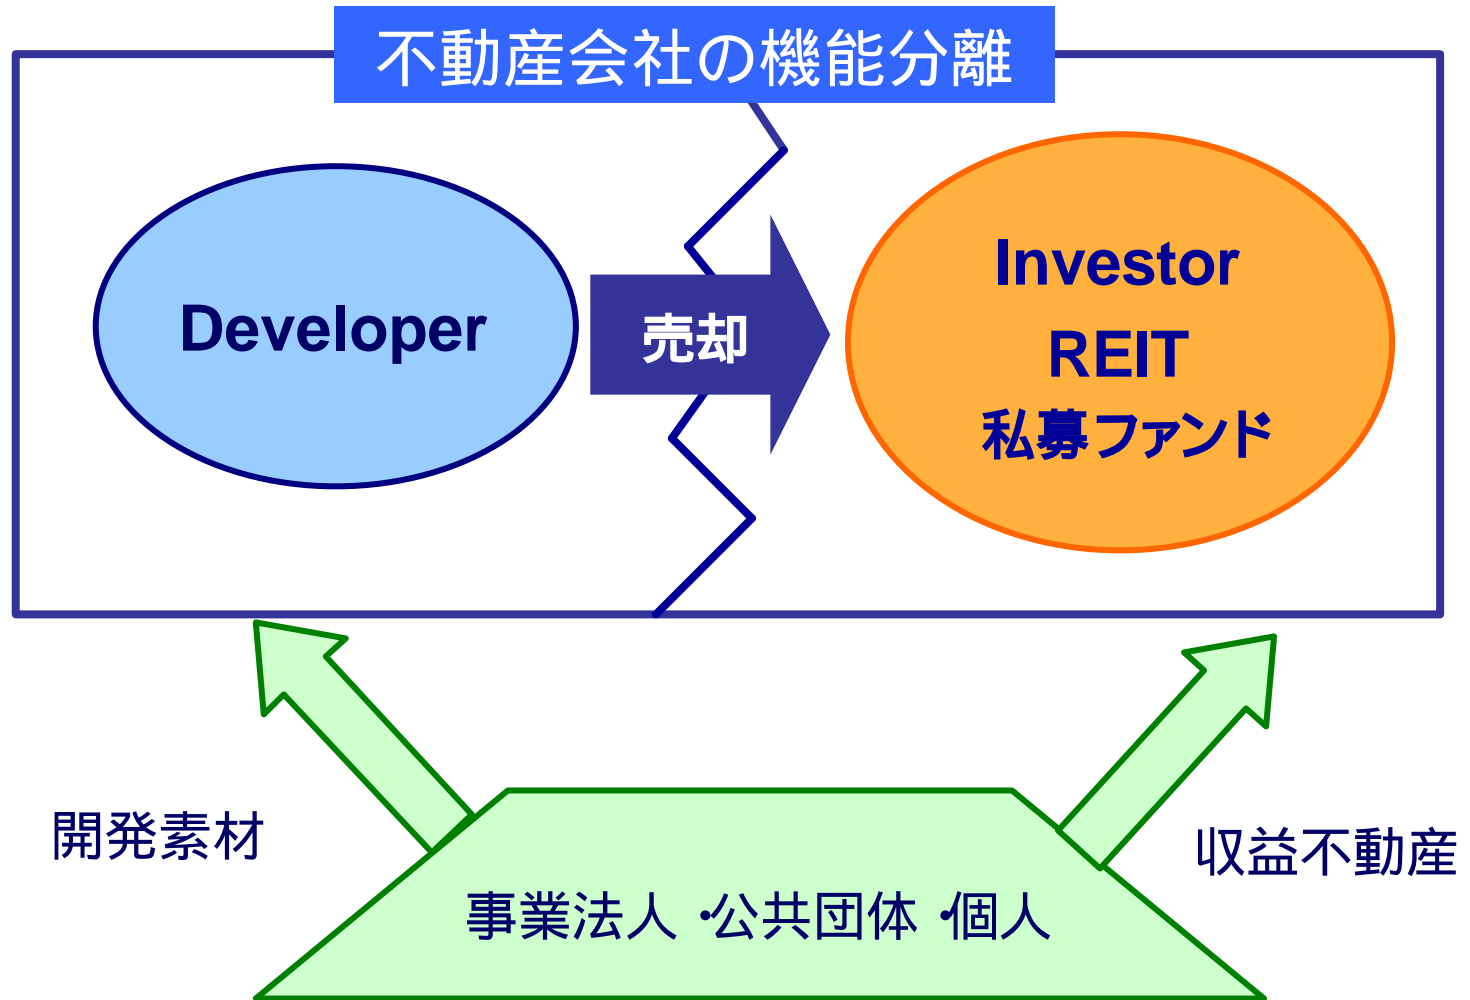 不動産会社の機能分離
Developer
売却
Investor
REIT
私募ファンド
開発素材
収益不動産
事業法人・公共団体・個人